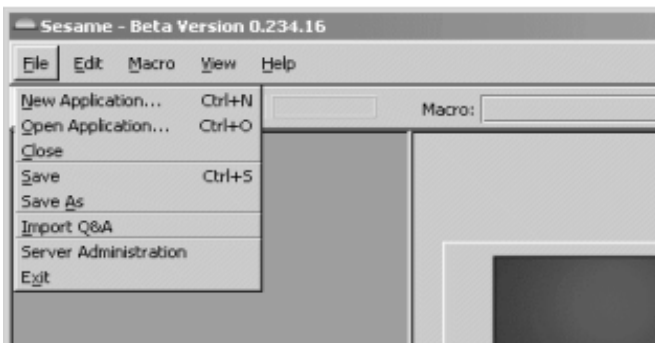 Sesame - Beta Version 0.234.16
File Edit Macro View Help
New Application... Ctrl+N
Macro:
Open Application... Ctrl+O
Close
Save Ctrl+S
Save As
Import Q&A
Server Administration
Exit